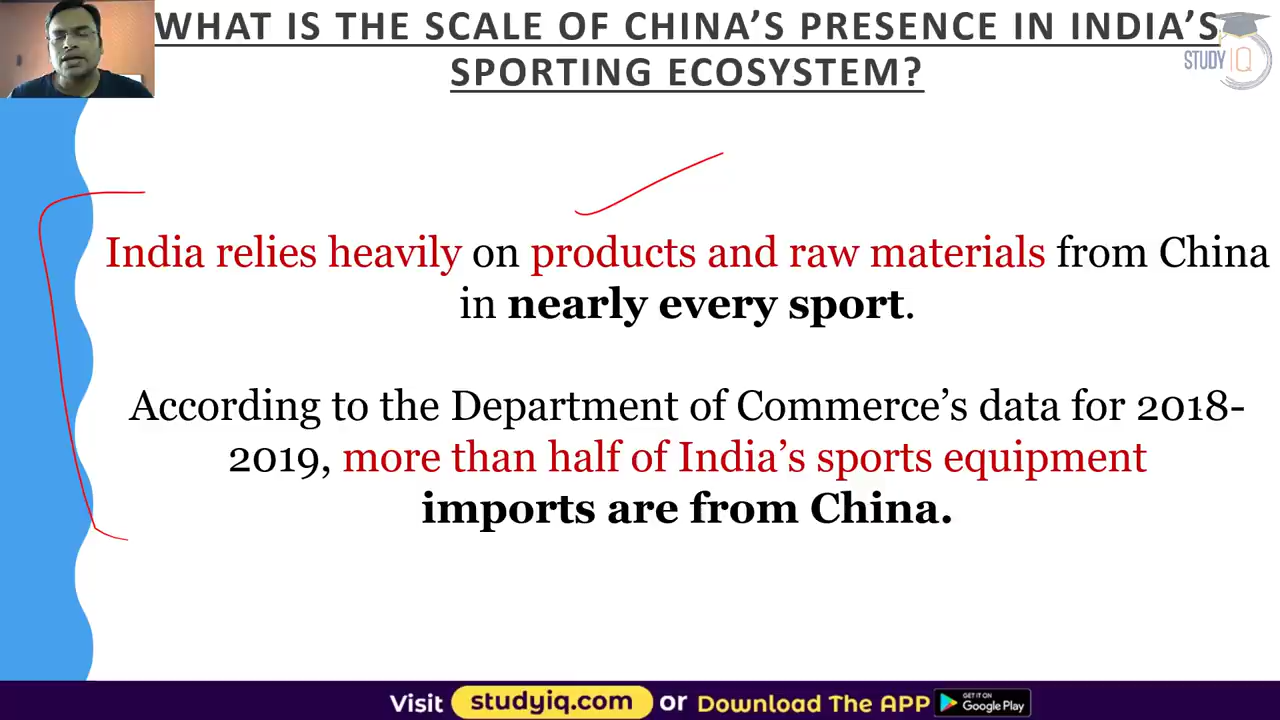 WHAT IS THE SCALE OF CHINA’S PRESENCE IN INDIA’S
SPORTING ECOSYSTEM?
STUDY IQ
India relies heavily on products and raw materials from China
in nearly every sport.
According to the Department of Commerce’s data for 2018-
2019, more than half of India’s sports equipment
imports are from China.
Visit studyiq.com or Download The APP GET IT ON Google Play